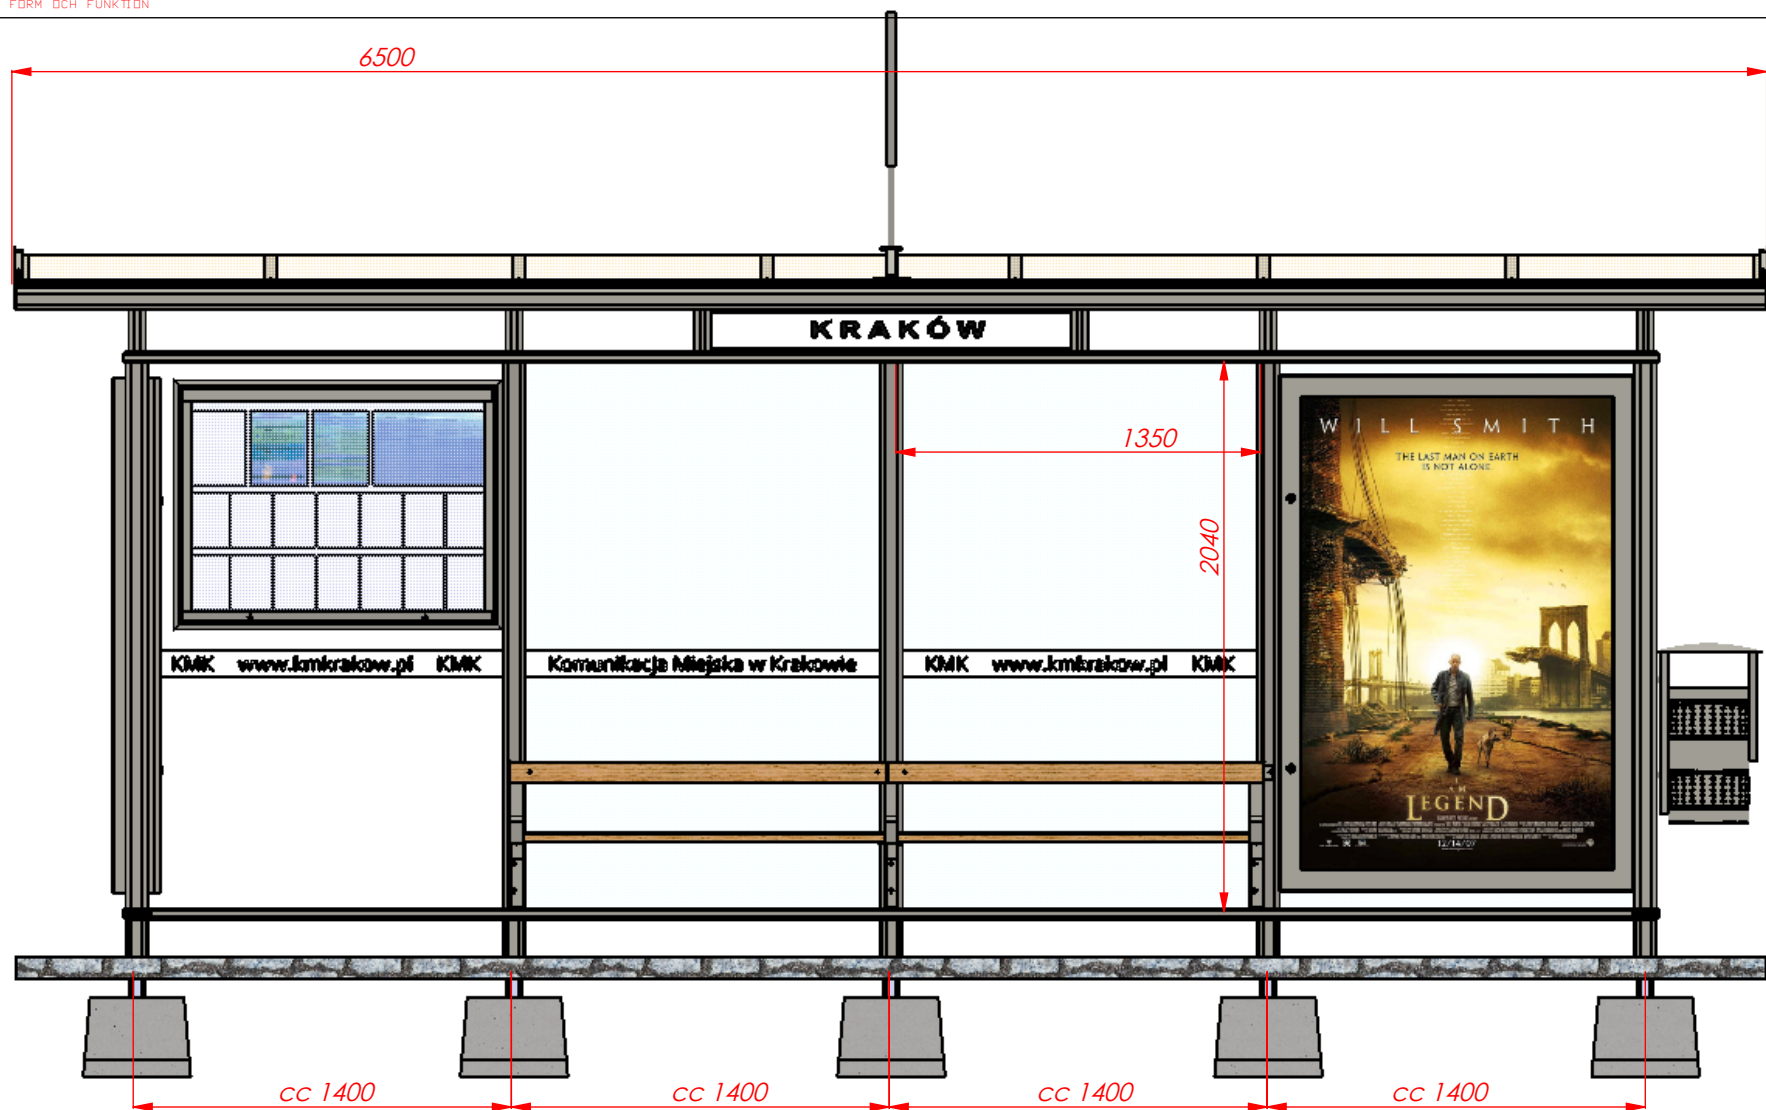 FORM OCH FUNKTION
6500
KRAKÓW
1350
2040
WILL SMITH
THE LAST MAN ON EARTH
IS NOT ALONE
KMK www.kmkrakow.pl KMK
Komunikacja Miejska w Krakowie
KMK www.kmkrakow.pl KMK
I AM
LEGEND
12/14/07
cc 1400
cc 1400
cc 1400
cc 1400